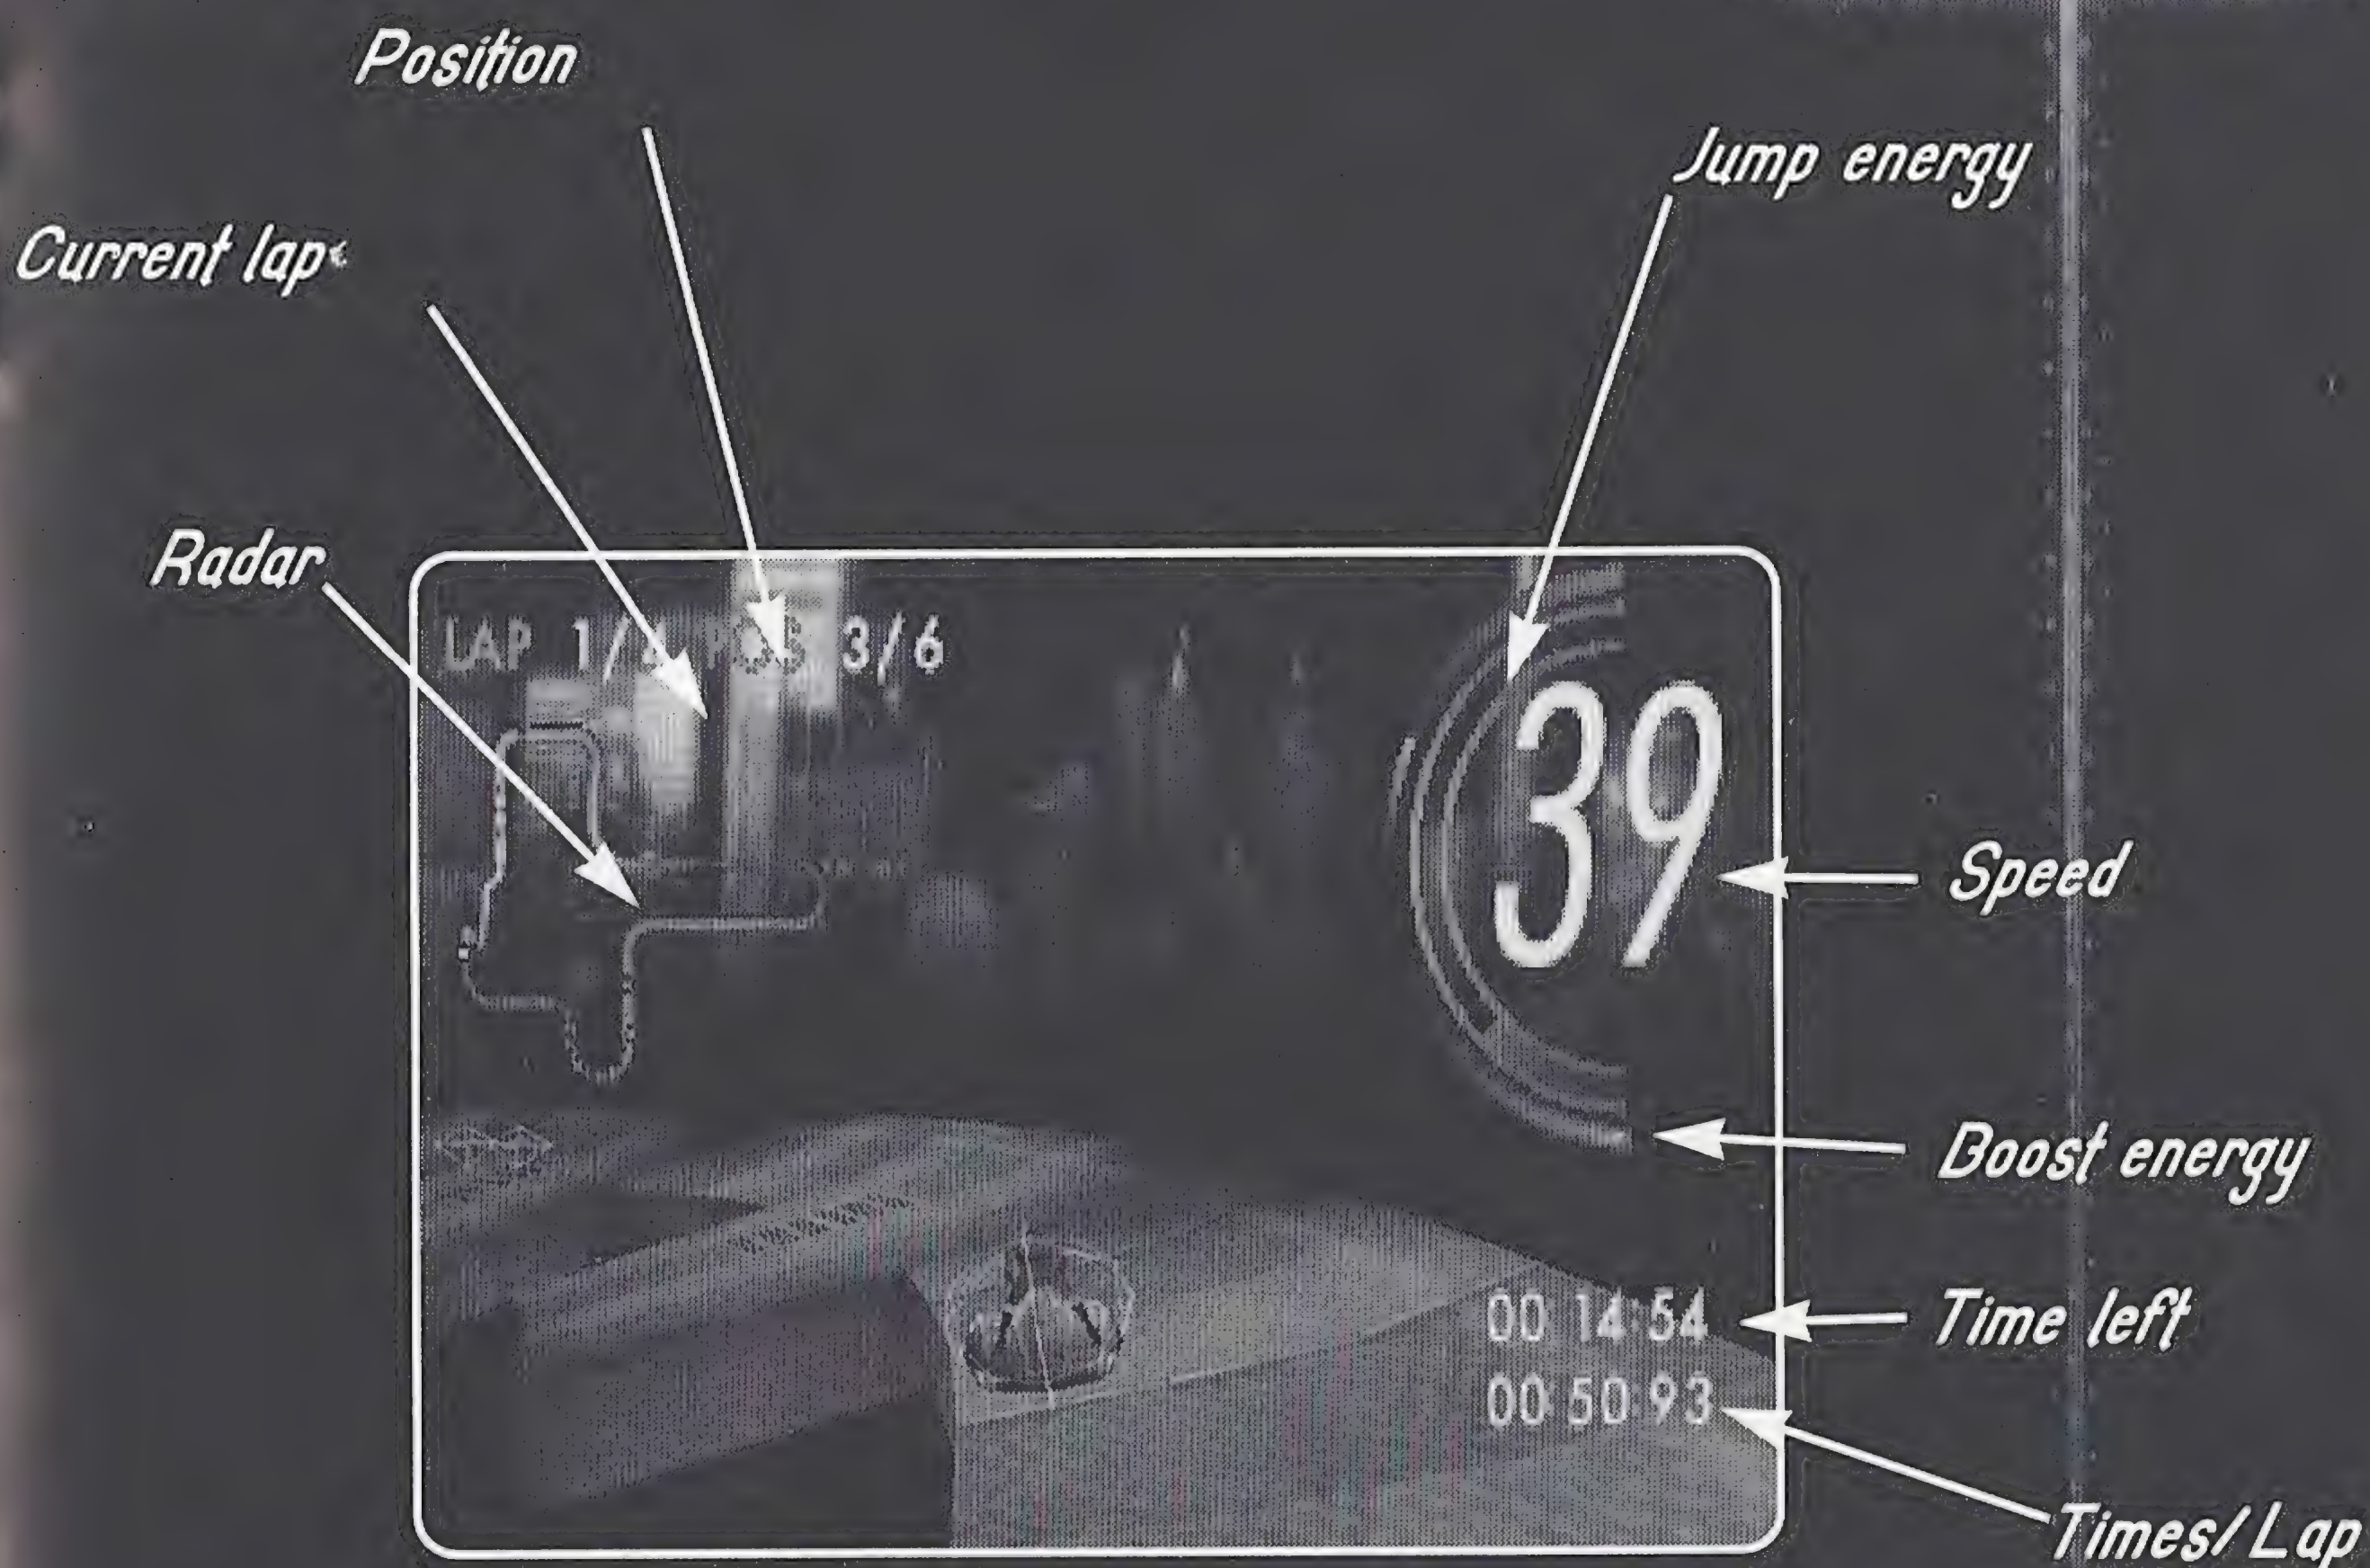 Position
Jump energy
Current lap
Radar
LAP 1/ POS 3/6
39
Speed
Boost energy
00 14:54
Time left
00 50 93
Times/Lap